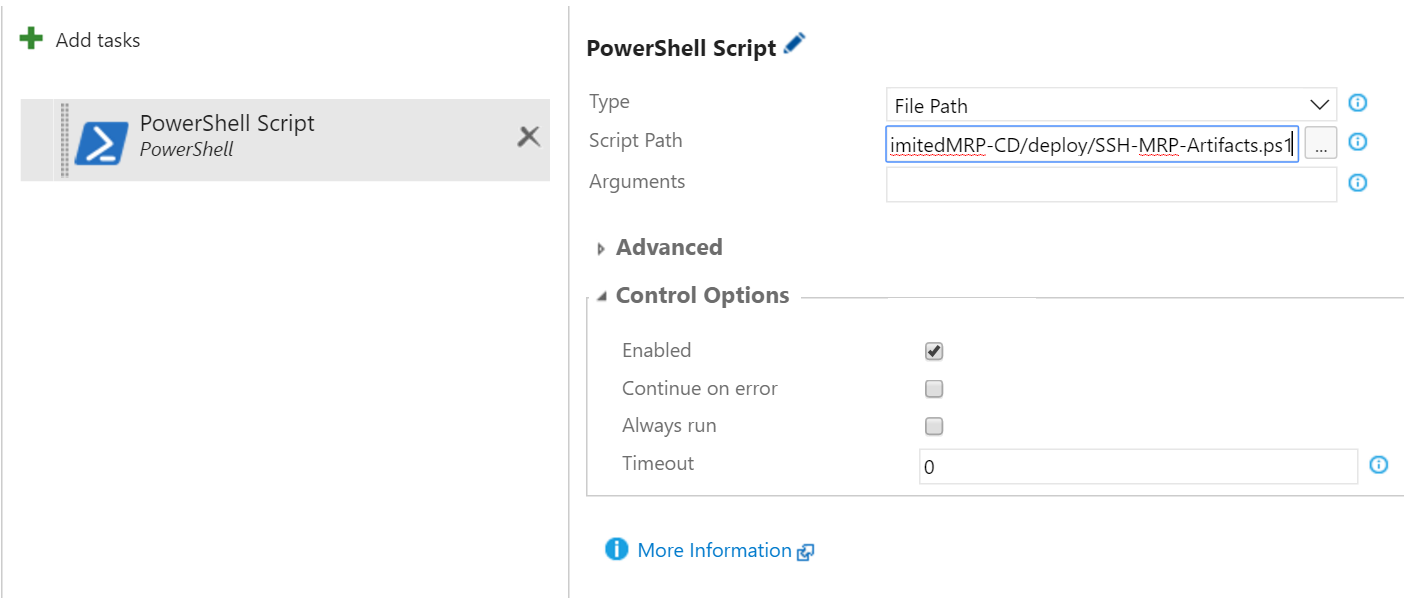 Add tasks
PowerShell Script
PowerShell
PowerShell Script
Type
File Path
Script Path
imitedMRP-CD/deploy/SSH-MRP-Artifacts.ps1
...
Arguments
Advanced
Control Options
Enabled
Continue on error
Always run
Timeout
0
More Information